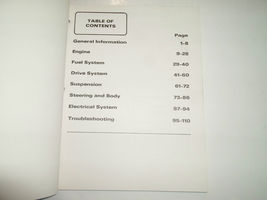 TABLE OF
CONTENTS
Page
General Information 1-8
Engine 9-28
Fuel System 29-40
Drive System 41-60
Suspension 61-72
Steering and Body 73-86
Electrical System 87-94
Troubleshooting 95-110